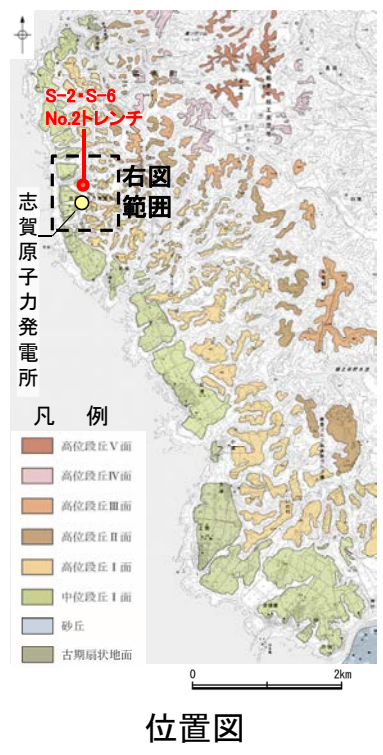 S-2・S-6
No.2トレンチ
右図
範囲
志賀原子力発電所
凡 例
高位段丘Ⅴ面
高位段丘Ⅳ面
高位段丘Ⅲ面
高位段丘Ⅱ面
高位段丘Ⅰ面
中位段丘Ⅰ面
砂丘
古期扇状地面
0 2km
位置図